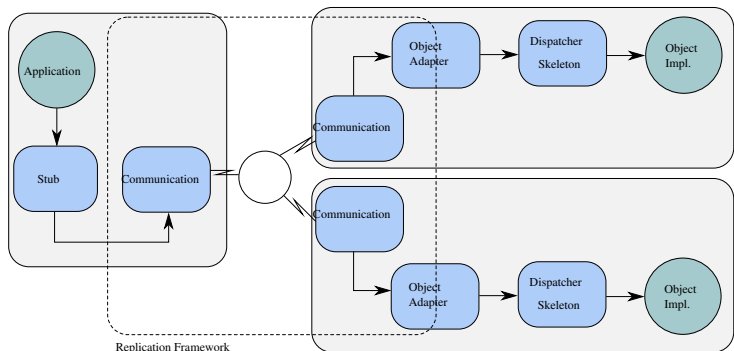 Application
Stub
Communication
Communication
Object
Adapter
Dispatcher
Skeleton
Object
Impl.
Communication
Object
Adapter
Dispatcher
Skeleton
Object
Impl.
Replication Framework